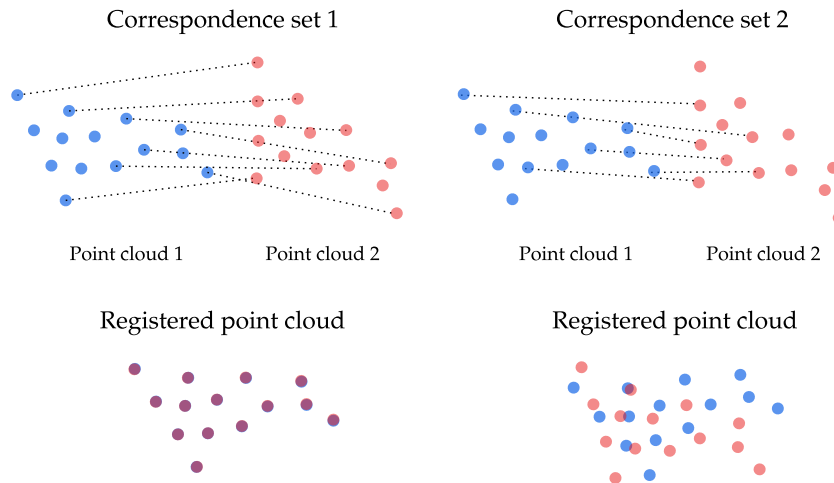 Correspondence set 1
Correspondence set 2
Point cloud 1
Point cloud 2
Point cloud 1
Point cloud 2
Registered point cloud
Registered point cloud